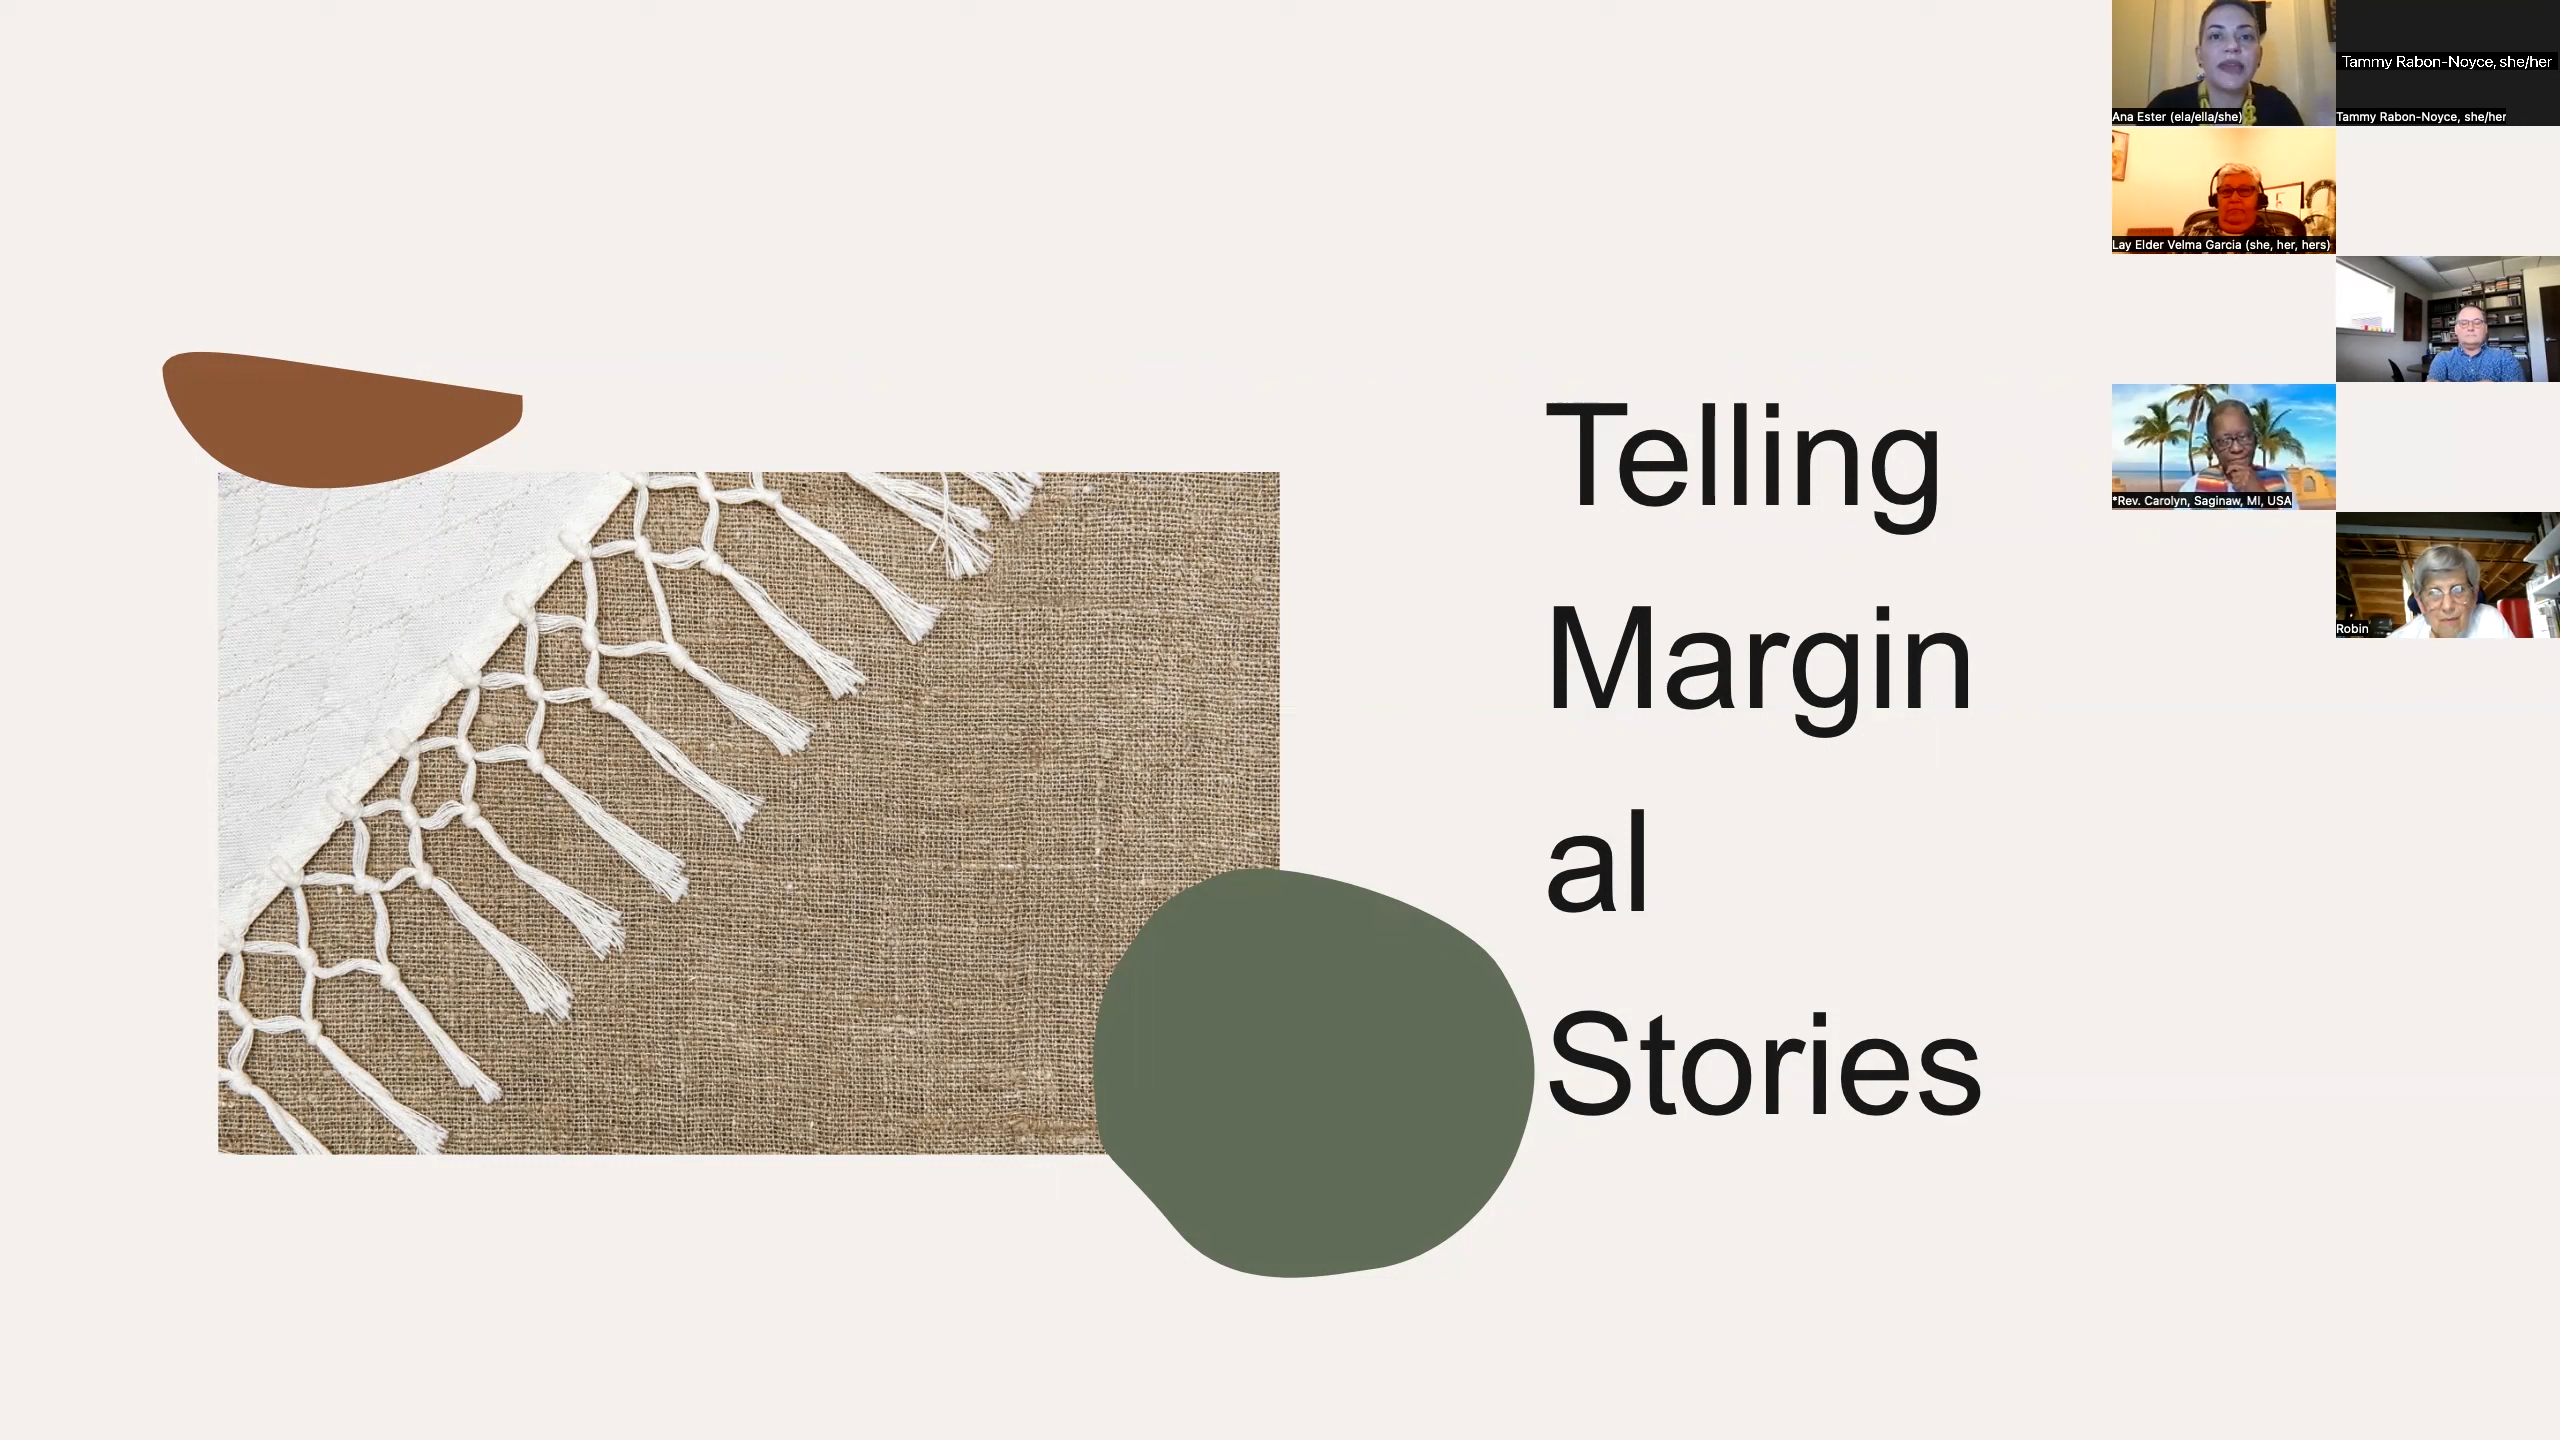 Telling
Margin
al
Stories
Ana Ester (ela/ella/she)
Tammy Rabon-Noyce, she/her
Tammy Rabon-Noyce, she/her
Lay Elder Velma Garcia (she, her, hers)
*Rev. Carolyn, Saginaw, MI, USA
Robin